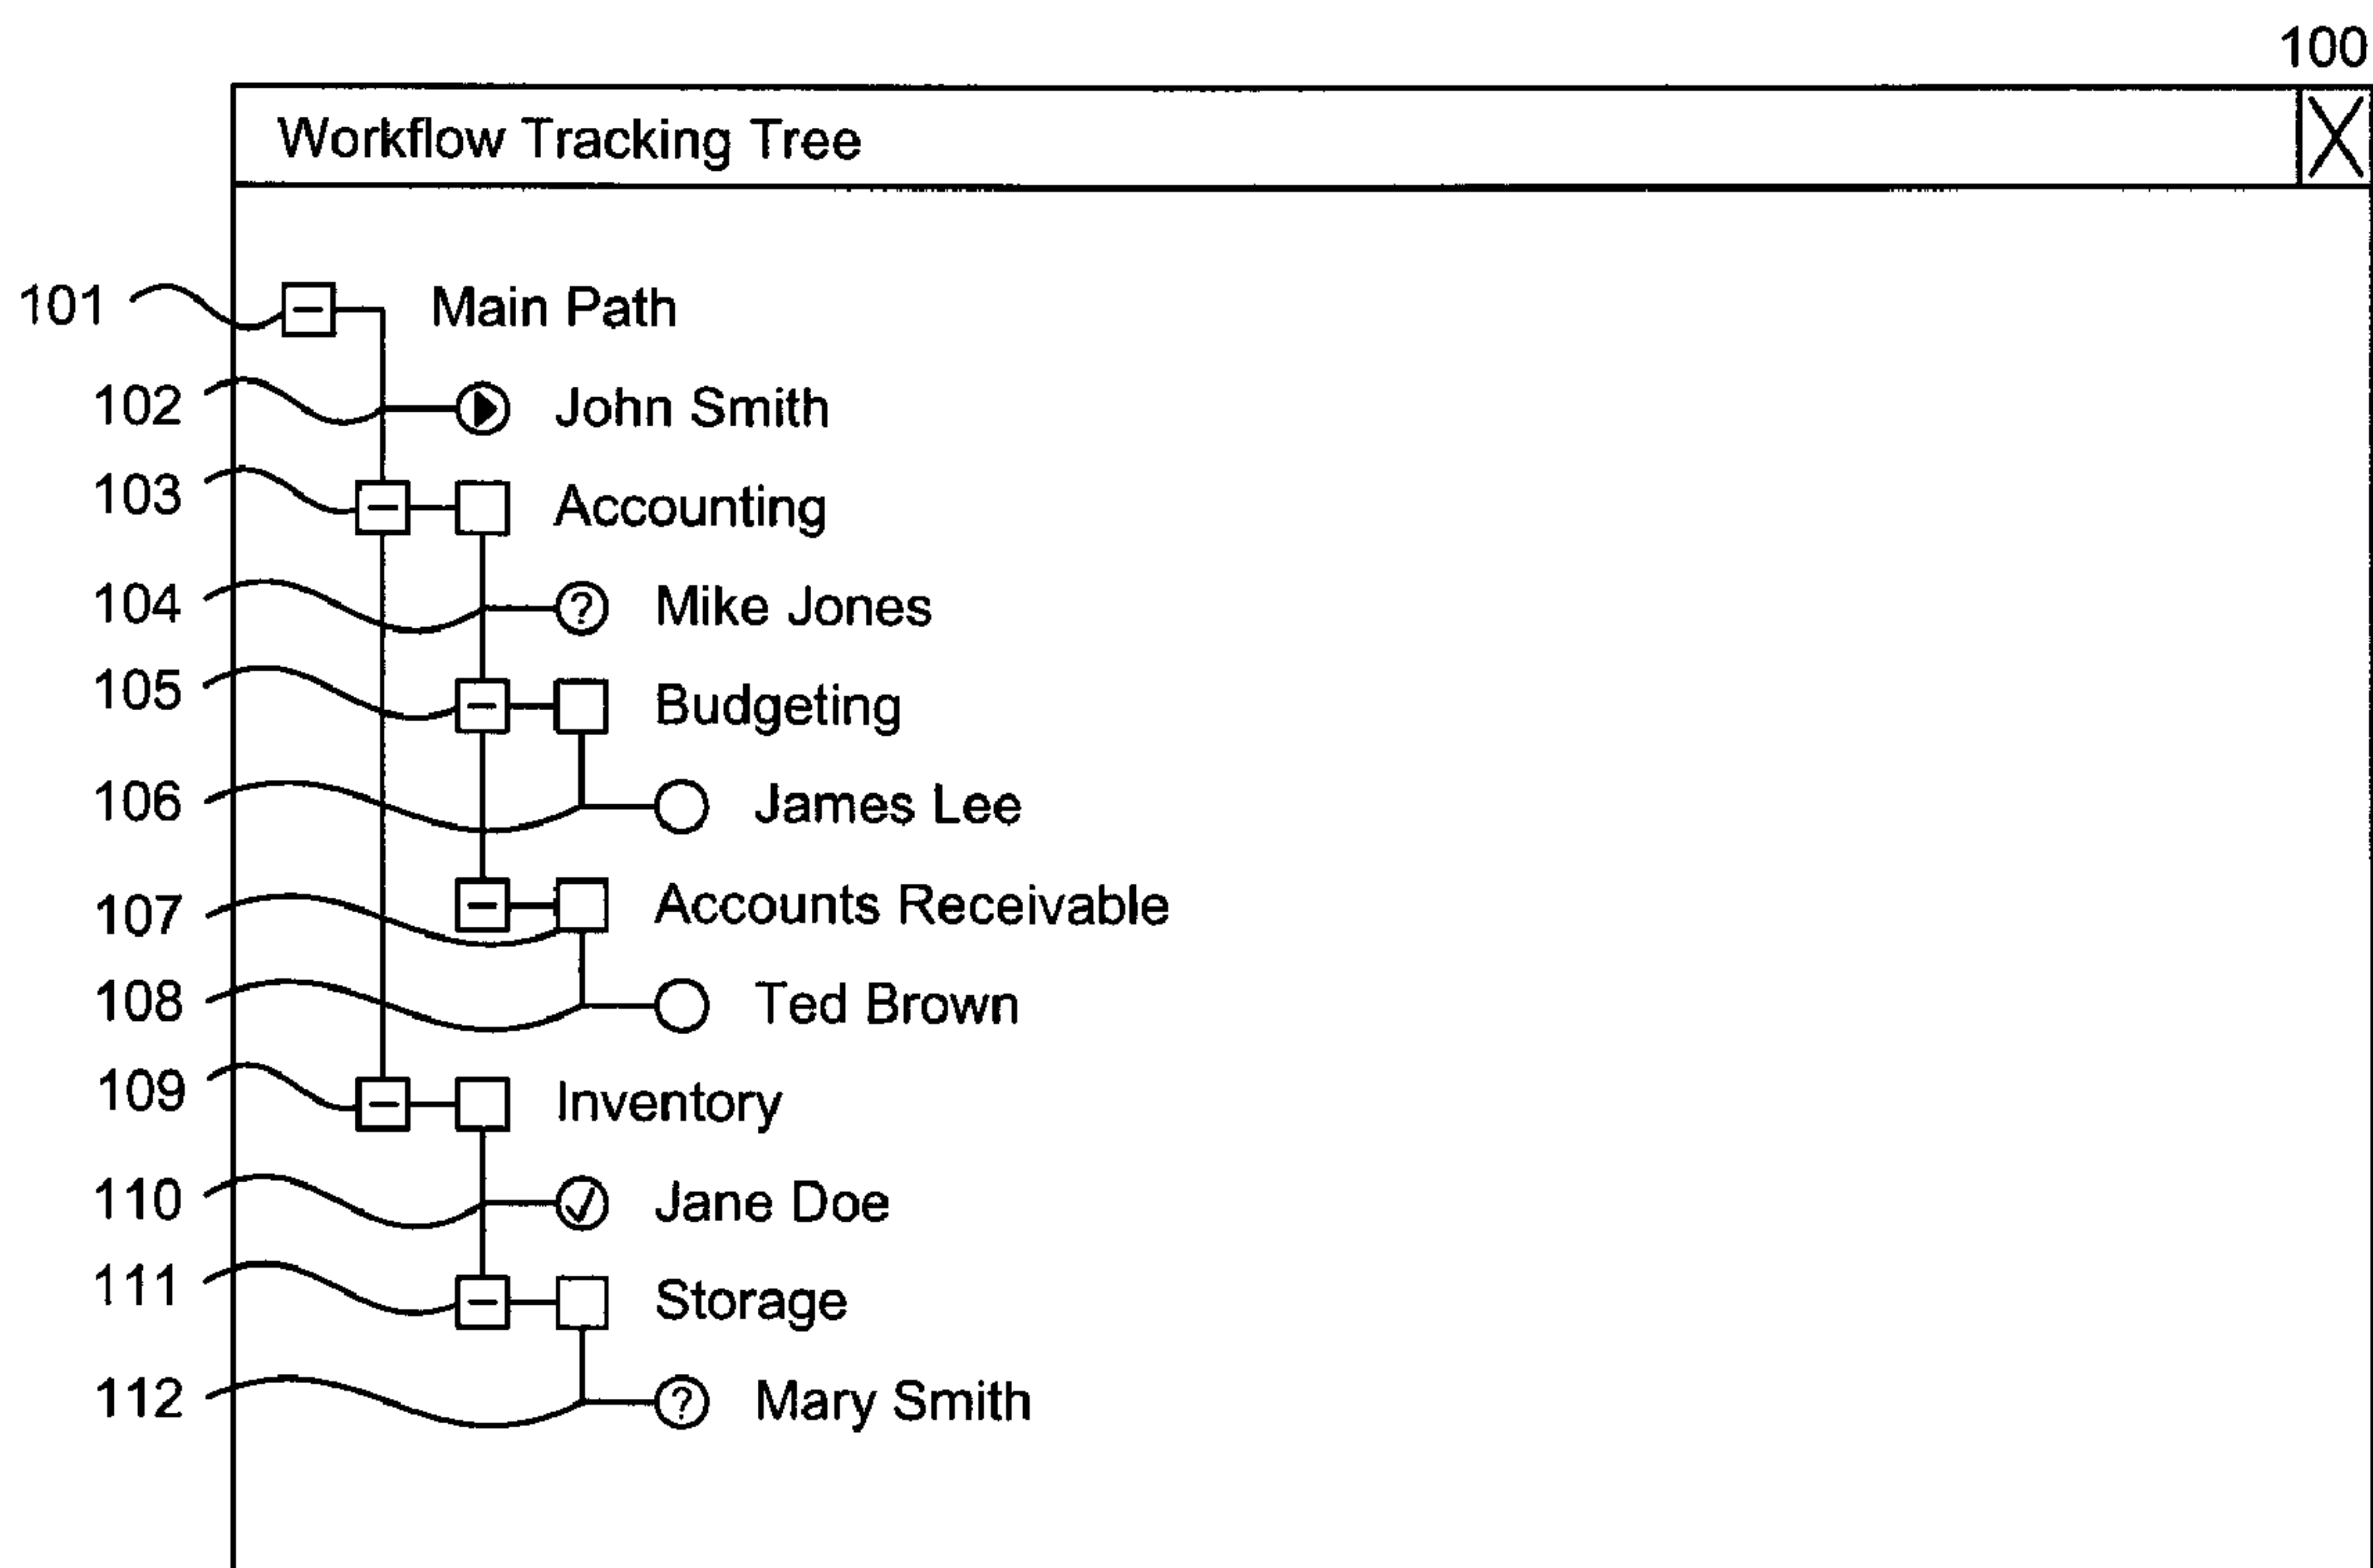 100
Workflow Tracking Tree
101 Main Path
102 John Smith
103 Accounting
104 ? Mike Jones
105 Budgeting
106 James Lee
107 Accounts Receivable
108 Ted Brown
109 Inventory
110 Jane Doe
111 Storage
112 ? Mary Smith